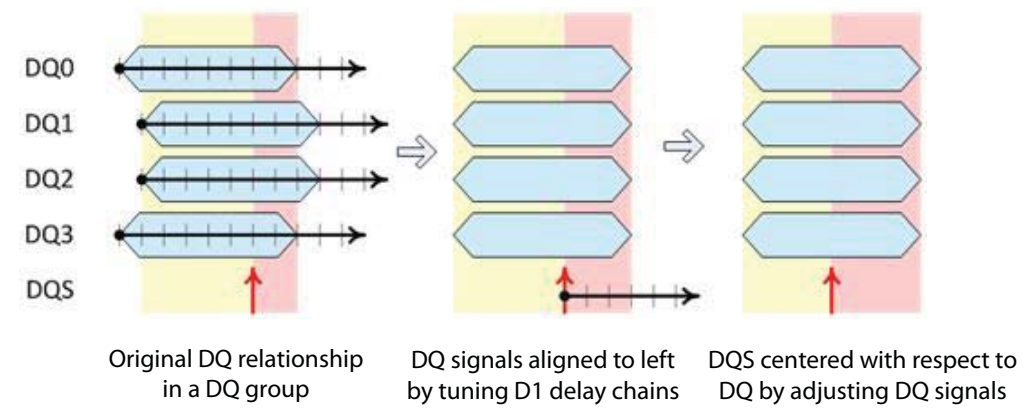 DQ0
DQ1
DQ2
DQ3
DQS
Original DQ relationship
in a DQ group
DQ signals aligned to left
by tuning D1 delay chains
DQS centered with respect to
DQ by adjusting DQ signals